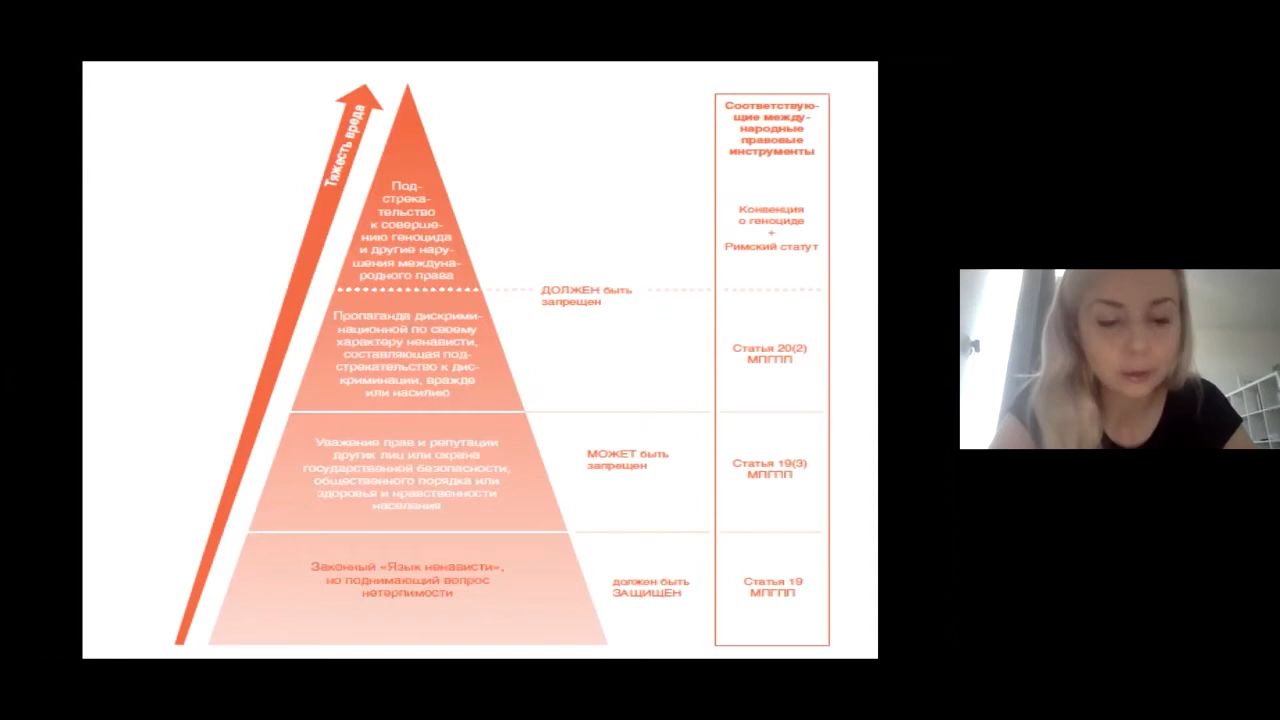 Тяжесть вреда
Под-
стрека-
тельство
к соверше-
нию геноцида
и другие нару-
шения междуна-
родного права
Пропаганда дискрими-
национной по своему
характеру ненависти,
составляющая под-
стрекательство к дис-
криминации, вражде
или насилию
Уважение прав и репутации
других лиц или охрана
государственной безопасности,
общественного порядка или
здоровья и нравственности
населения
Законный «Язык ненависти»,
но поднимающий вопрос
нетерпимости
ДОЛЖЕН быть
запрещен
МОЖЕТ быть
запрещен
должен быть
ЗАЩИЩЕН
Соответствую-
щие между-
народные
правовые
инструменты
Конвенция
о геноциде
+
Римский статут
Статья 20(2)
МПГПП
Статья 19(3)
МПГПП
Статья 19
МПГПП